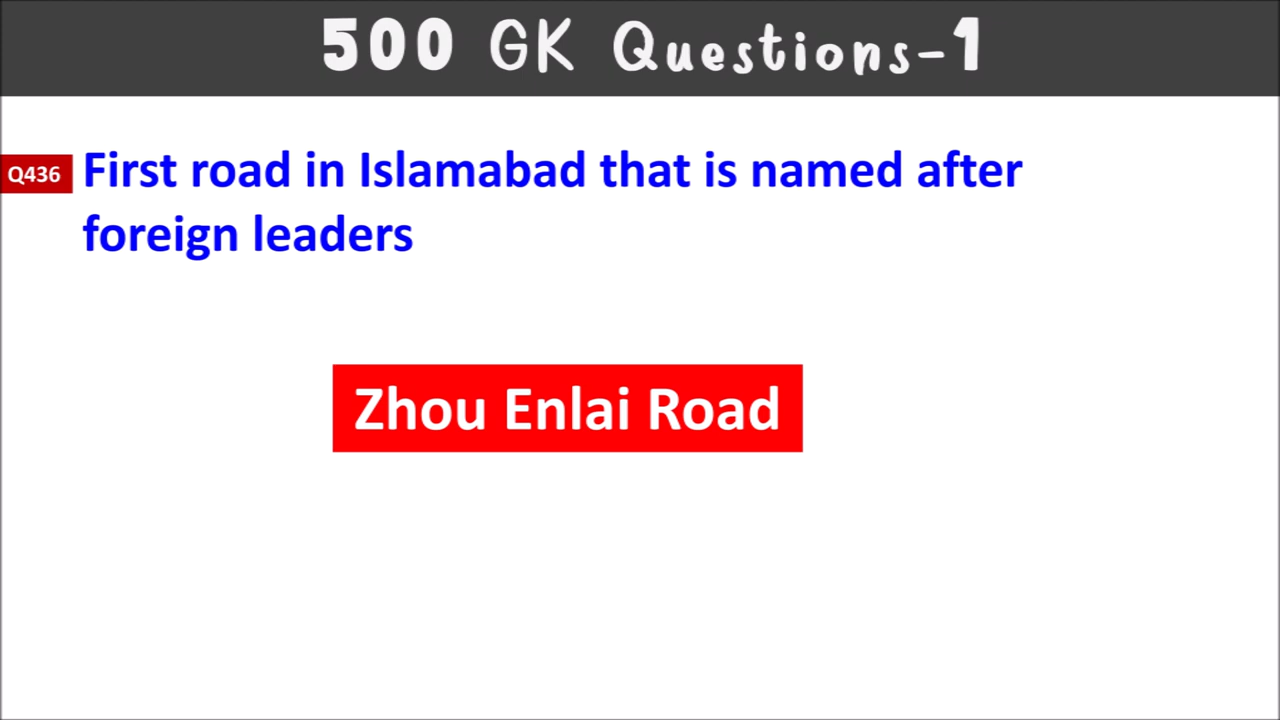 500 GK Questions-1
Q436 First road in Islamabad that is named after
foreign leaders
Zhou Enlai Road